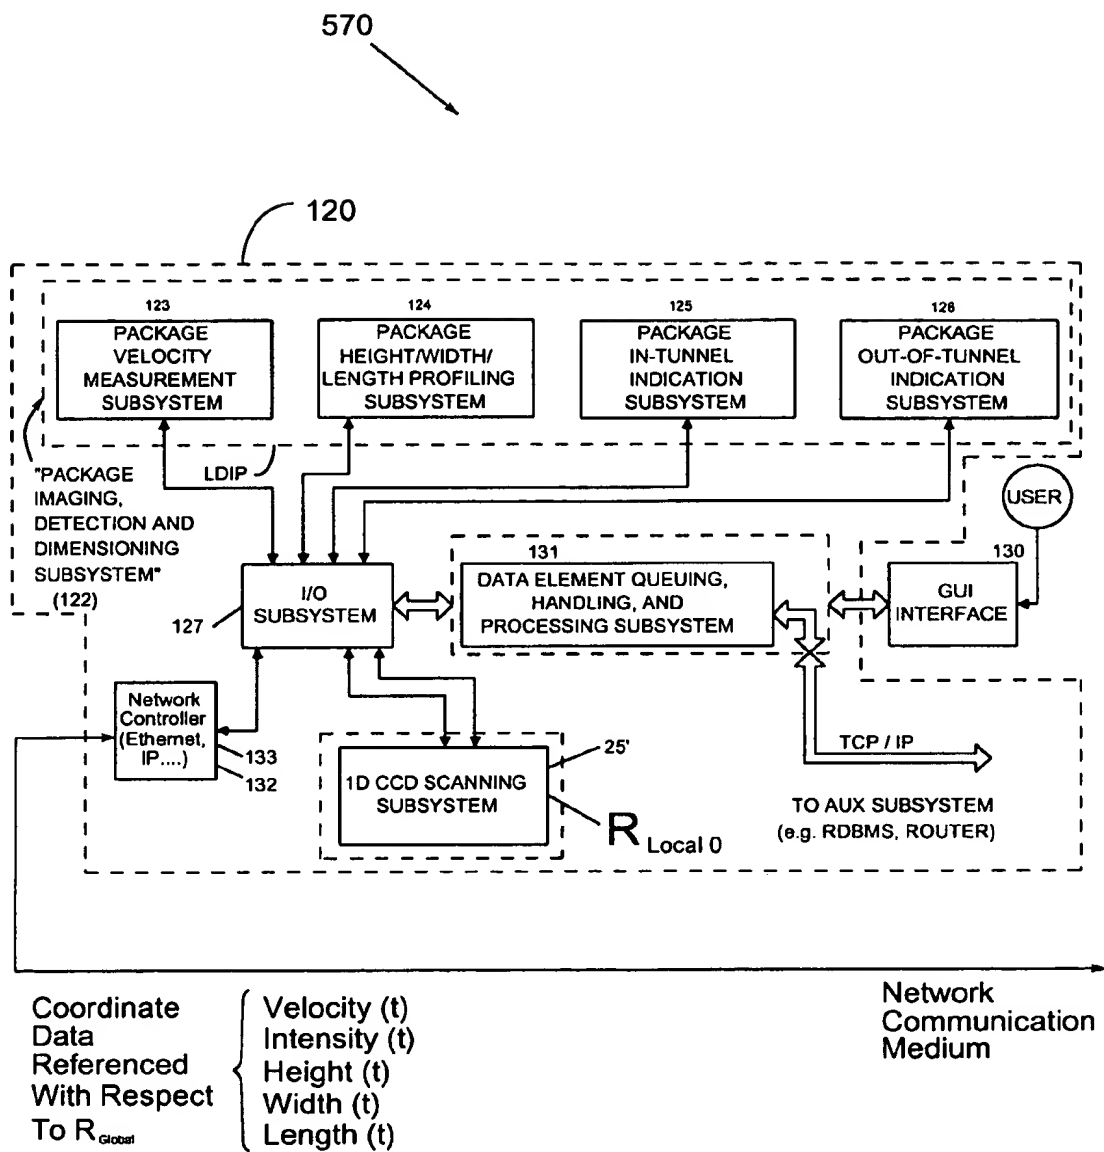 570
120
123
PACKAGE
VELOCITY
MEASUREMENT
SUBSYSTEM
124
PACKAGE
HEIGHT/WIDTH/
LENGTH PROFILING
SUBSYSTEM
125
PACKAGE
IN-TUNNEL
INDICATION
SUBSYSTEM
126
PACKAGE
OUT-OF-TUNNEL
INDICATION
SUBSYSTEM
LDIP
"PACKAGE
IMAGING,
DETECTION AND
DIMENSIONING
SUBSYSTEM"
(122)
USER
I/O
SUBSYSTEM
127
131
DATA ELEMENT QUEUING,
HANDLING, AND
PROCESSING SUBSYSTEM
130
GUI
INTERFACE
Network
Controller
(Ethernet,
IP....)
133
132
1D CCD SCANNING
SUBSYSTEM
25'
R Local 0
TCP / IP
TO AUX SUBSYSTEM
(e.g. RDBMS, ROUTER)
Coordinate
Data
Referenced
With Respect
To R Global
Velocity (t)
Intensity (t)
Height (t)
Width (t)
Length (t)
Network
Communication
Medium